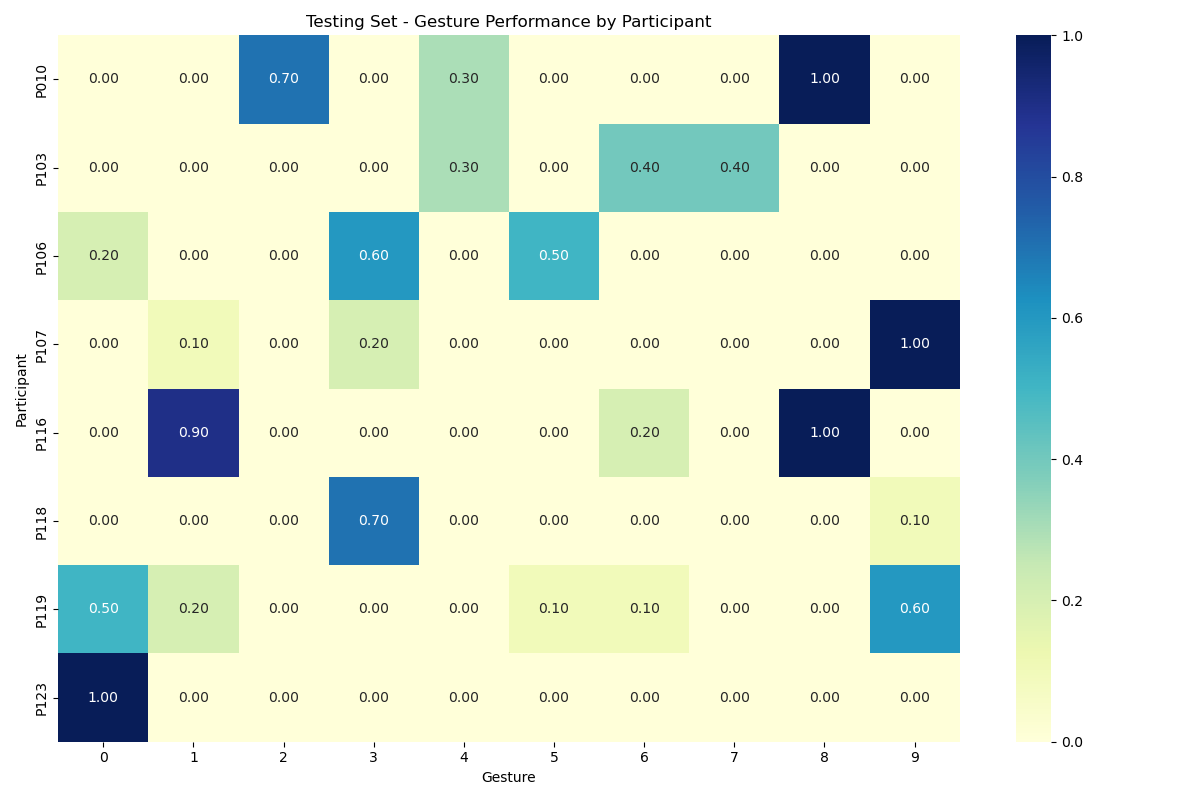 Testing Set - Gesture Performance by Participant
P010 0.00 0.00 0.70 0.00 0.30 0.00 0.00 0.00 1.00 0.00
P103 0.00 0.00 0.00 0.00 0.30 0.00 0.40 0.40 0.00 0.00
P106 0.20 0.00 0.00 0.60 0.00 0.50 0.00 0.00 0.00 0.00
P107 0.00 0.10 0.00 0.20 0.00 0.00 0.00 0.00 0.00 1.00
P116 0.00 0.90 0.00 0.00 0.00 0.00 0.20 0.00 1.00 0.00
P118 0.00 0.00 0.00 0.70 0.00 0.00 0.00 0.00 0.00 0.10
P119 0.50 0.20 0.00 0.00 0.00 0.10 0.10 0.00 0.00 0.60
P123 1.00 0.00 0.00 0.00 0.00 0.00 0.00 0.00 0.00 0.00
0 1 2 3 4 5 6 7 8 9
Gesture
Participant
1.0
0.8
0.6
0.4
0.2
0.0